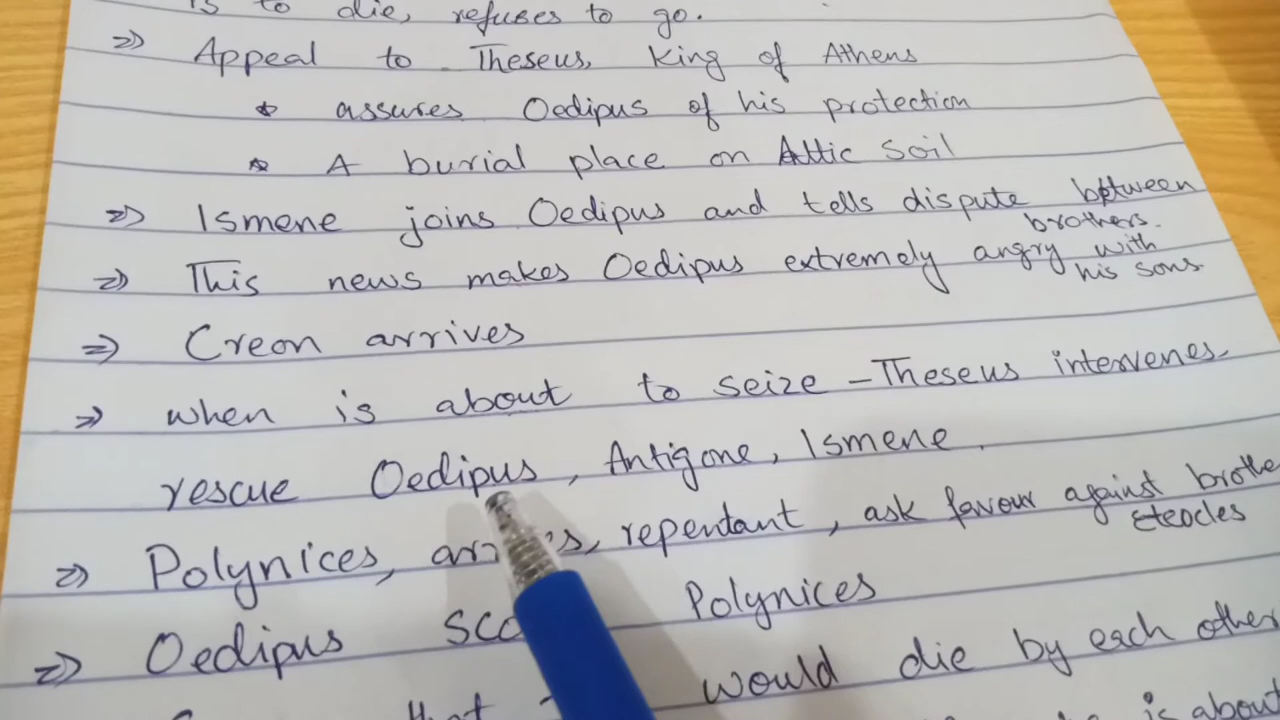 is to die, refuses to go.
⇒ Appeal to Theseus, King of Athens
* assures Oedipus of his protection
* A burial place on Attic Soil
⇒ Ismene joins Oedipus and tells dispute between
brothers.
⇒ This news makes Oedipus extremely angry with
his sons
⇒ Creon arrives
⇒ when is about to seize - Theseus intervenes
rescue Oedipus, Antigone, Ismene.
⇒ Polynices, repentant, ask favour against
Eteocles
⇒ Oedipus Polynices
would die by each other
is about